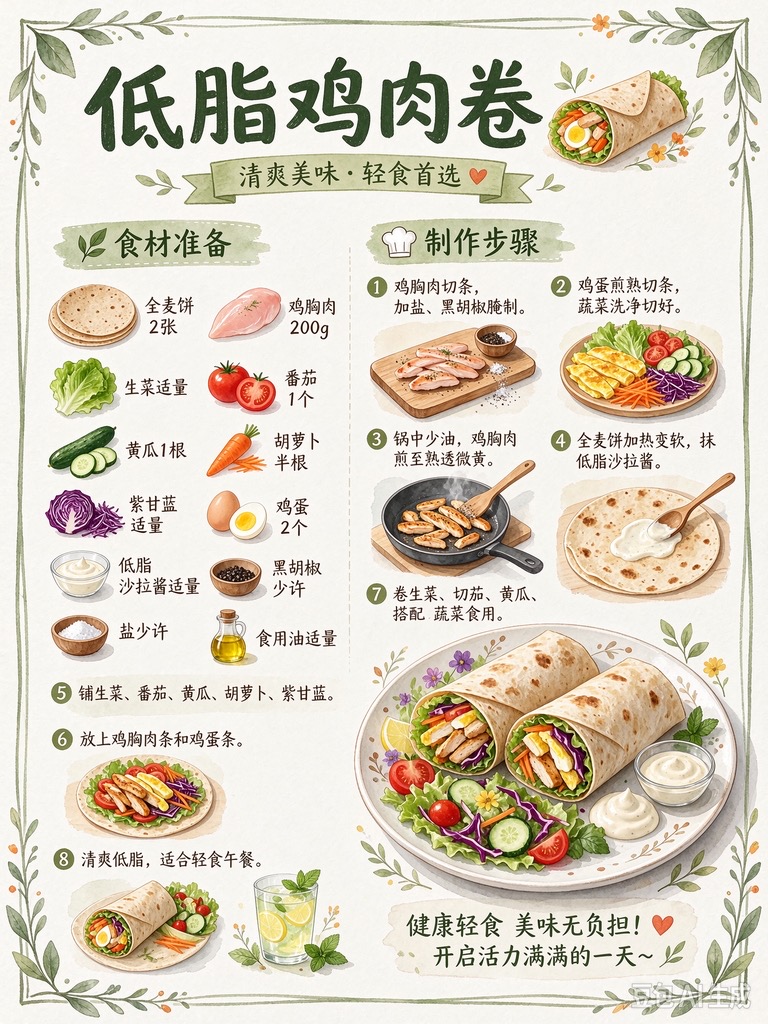 低脂鸡肉卷
清爽美味·轻食首选
食材准备
全麦饼
2张
鸡胸肉
200g
生菜适量
番茄
1个
黄瓜1根
胡萝卜
半根
紫甘蓝
适量
鸡蛋
2个
低脂
沙拉酱适量
黑胡椒
少许
盐少许
食用油适量
制作步骤
1 鸡胸肉切条，
加盐、黑胡椒腌制。
2 鸡蛋煎熟切条，
蔬菜洗净切好。
3 锅中少油，鸡胸肉
煎至熟透微黄。
4 全麦饼加热变软，抹
低脂沙拉酱。
5 铺生菜、番茄、黄瓜、胡萝卜、紫甘蓝。
6 放上鸡胸肉条和鸡蛋条。
7 卷生菜、切茄、黄瓜、
搭配 蔬菜食用。
8 清爽低脂，适合轻食午餐。
健康轻食 美味无负担！
开启活力满满的一天~
豆包AI生成